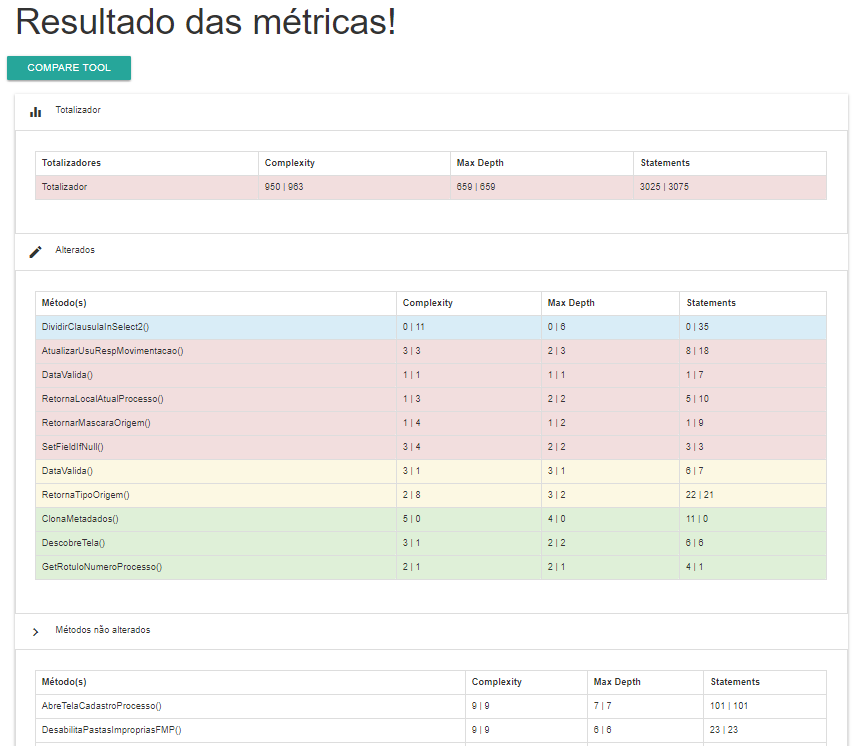 Resultado das métricas!
COMPARE TOOL
Totalizador
Totalizadores Complexity Max Depth Statements
Totalizador 950 | 963 659 | 659 3025 | 3075
Alterados
Método(s) Complexity Max Depth Statements
DividirClausulaInSelect2() 0 | 11 0 | 6 0 | 35
AtualizarUsuRespMovimentacao() 3 | 3 2 | 3 8 | 18
DataValida() 1 | 1 1 | 1 1 | 7
RetornaLocalAtualProcesso() 1 | 3 2 | 2 5 | 10
RetornarMascaraOrigem() 1 | 4 1 | 2 1 | 9
SetFieldIfNull() 3 | 4 2 | 2 3 | 3
DataValida() 3 | 1 3 | 1 6 | 7
RetornaTipoOrigem() 2 | 8 3 | 2 22 | 21
ClonaMetadados() 5 | 0 4 | 0 11 | 0
DescobreTela() 3 | 1 2 | 2 6 | 6
GetRotuloNumeroProcesso() 2 | 1 2 | 1 4 | 1
Métodos não alterados
Método(s) Complexity Max Depth Statements
AbreTelaCadastroProcesso() 9 | 9 7 | 7 101 | 101
DesabilitaPastasImpropriasFMP() 9 | 9 6 | 6 23 | 23